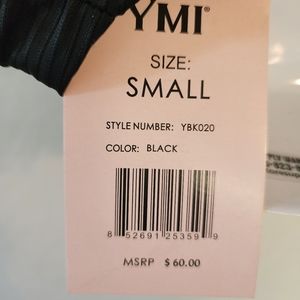 YMI®
SIZE:
SMALL
STYLE NUMBER: YBK020
COLOR: BLACK
8 52691 25359 9
MSRP $ 60.00